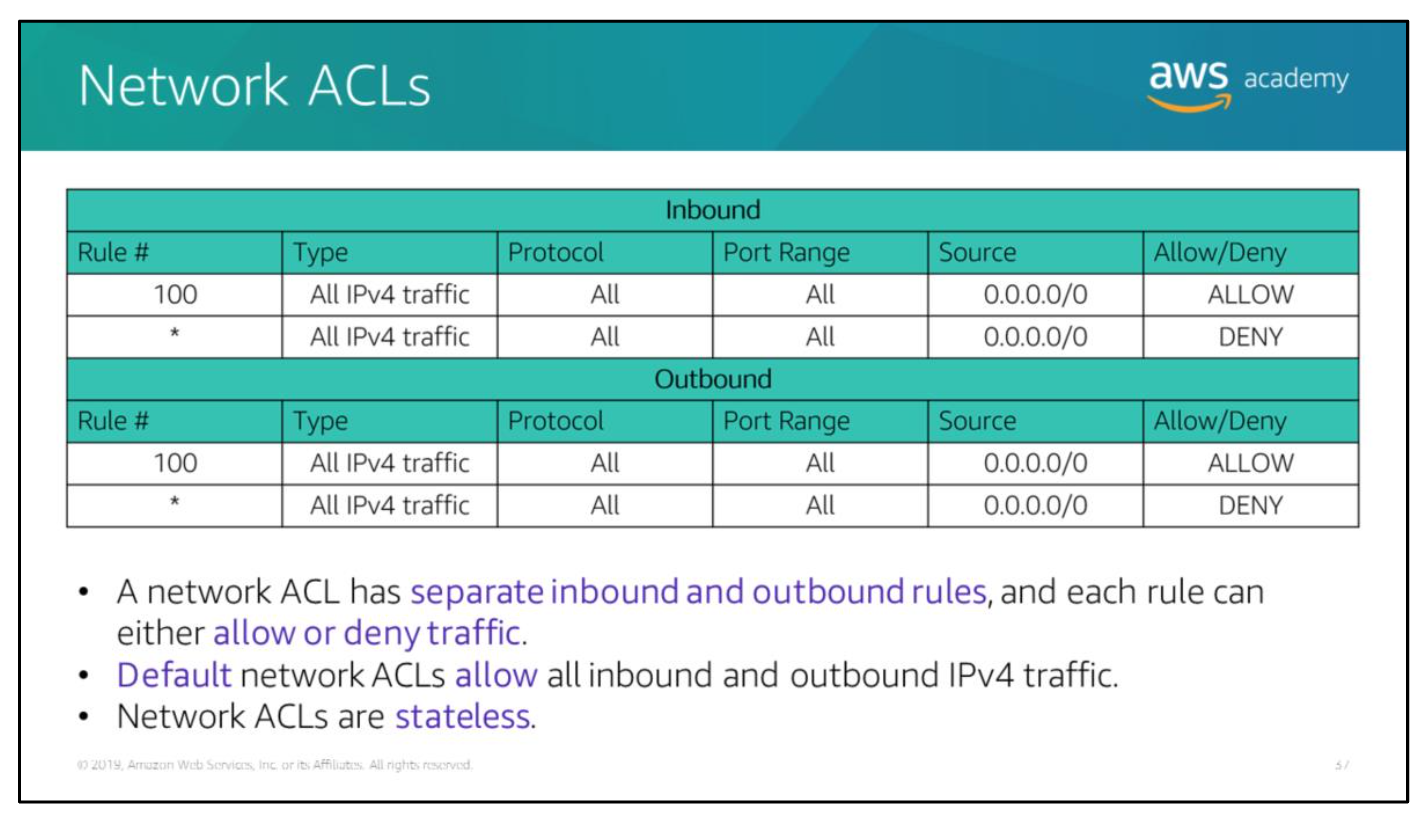 Network ACLs
aws academy
Inbound
Rule # Type Protocol Port Range Source Allow/Deny
100 All IPv4 traffic All All 0.0.0.0/0 ALLOW
* All IPv4 traffic All All 0.0.0.0/0 DENY
Outbound
Rule # Type Protocol Port Range Source Allow/Deny
100 All IPv4 traffic All All 0.0.0.0/0 ALLOW
* All IPv4 traffic All All 0.0.0.0/0 DENY
• A network ACL has separate inbound and outbound rules, and each rule can
either allow or deny traffic.
• Default network ACLs allow all inbound and outbound IPv4 traffic.
• Network ACLs are stateless.
© 2019, Amazon Web Services, Inc. or its Affiliates. All rights reserved.